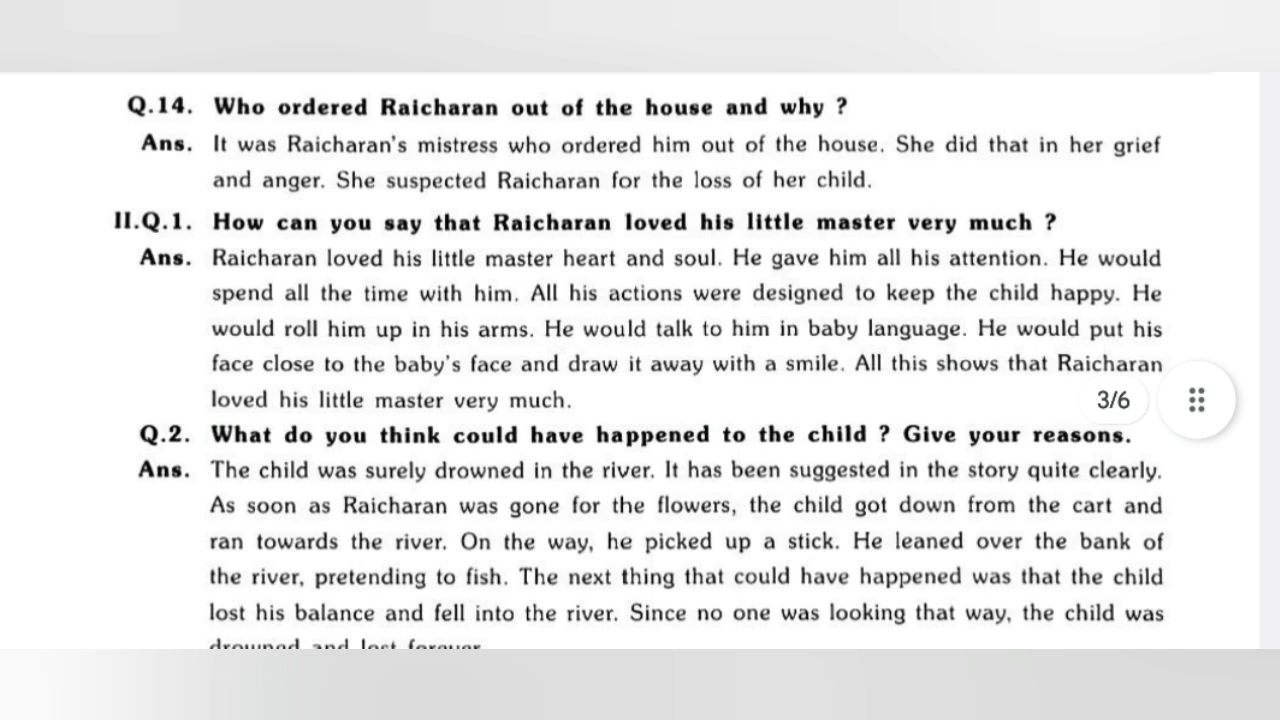 Q.14. Who ordered Raicharan out of the house and why ?
Ans. It was Raicharan's mistress who ordered him out of the house. She did that in her grief
and anger. She suspected Raicharan for the loss of her child.
II.Q.1. How can you say that Raicharan loved his little master very much ?
Ans. Raicharan loved his little master heart and soul. He gave him all his attention. He would
spend all the time with him. All his actions were designed to keep the child happy. He
would roll him up in his arms. He would talk to him in baby language. He would put his
face close to the baby's face and draw it away with a smile. All this shows that Raicharan
loved his little master very much.
3/6
Q.2. What do you think could have happened to the child ? Give your reasons.
Ans. The child was surely drowned in the river. It has been suggested in the story quite clearly.
As soon as Raicharan was gone for the flowers, the child got down from the cart and
ran towards the river. On the way, he picked up a stick. He leaned over the bank of
the river, pretending to fish. The next thing that could have happened was that the child
lost his balance and fell into the river. Since no one was looking that way, the child was
drowned and lost forever.